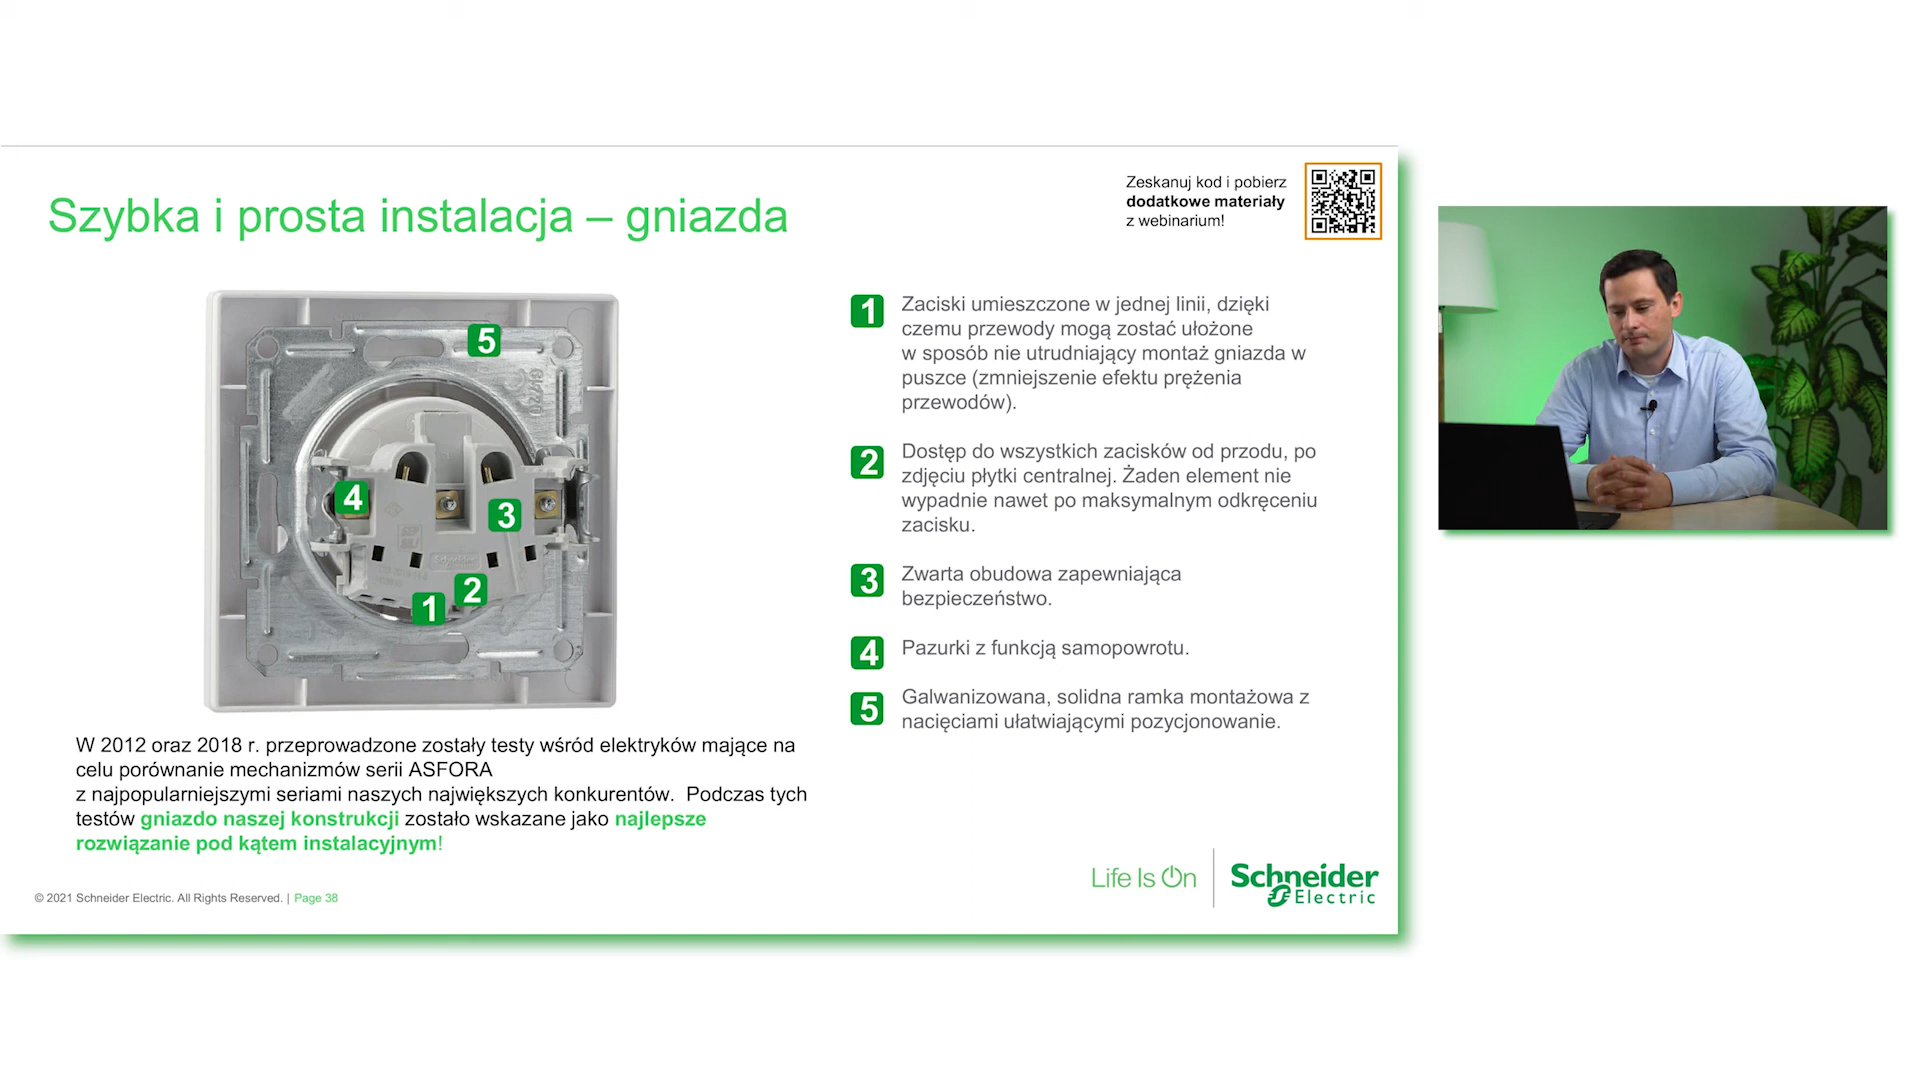 Szybka i prosta instalacja – gniazda
Zeskanuj kod i pobierz
dodatkowe materiały
z webinarium!
5
4
3
2
1
1
Zaciski umieszczone w jednej linii, dzięki
czemu przewody mogą zostać ułożone
w sposób nie utrudniający montaż gniazda w
puszce (zmniejszenie efektu prężenia
przewodów).
2
Dostęp do wszystkich zacisków od przodu, po
zdjęciu płytki centralnej. Żaden element nie
wypadnie nawet po maksymalnym odkręceniu
zacisku.
3
Zwarta obudowa zapewniająca
bezpieczeństwo.
4
Pazurki z funkcją samopowrotu.
5
Galwanizowana, solidna ramka montażowa z
nacięciami ułatwiającymi pozycjonowanie.
W 2012 oraz 2018 r. przeprowadzone zostały testy wśród elektryków mające na
celu porównanie mechanizmów serii ASFORA
z najpopularniejszymi seriami naszych największych konkurentów. Podczas tych
testów gniazdo naszej konstrukcji zostało wskazane jako najlepsze
rozwiązanie pod kątem instalacyjnym!
© 2021 Schneider Electric. All Rights Reserved. | Page 38
Life Is On
Schneider
Electric